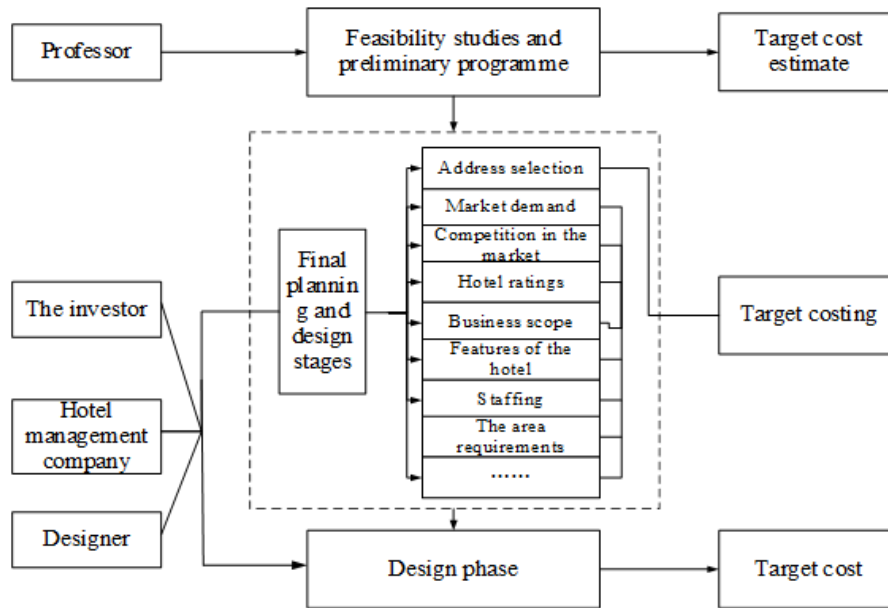 Professor
Feasibility studies and
preliminary programme
Target cost
estimate
Address selection
Market demand
Competition in the
market
Hotel ratings
Business scope
Features of the
hotel
Staffing
The area
requirements
......
Final
plannin
g and
design
stages
The investor
Hotel
management
company
Designer
Target costing
Design phase
Target cost